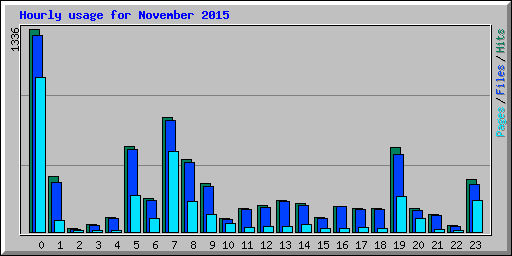 Hourly usage for November 2015
1336
Pages/Files/Hits
0 1 2 3 4 5 6 7 8 9 10 11 12 13 14 15 16 17 18 19 20 21 22 23